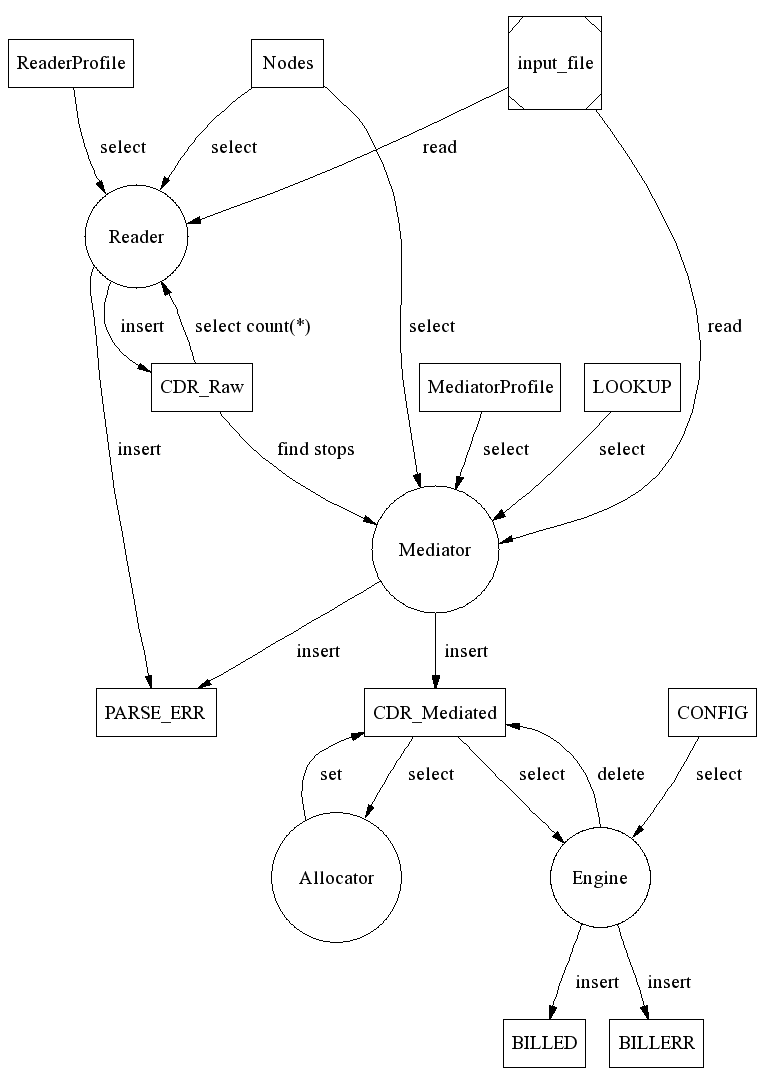 ReaderProfile
Nodes
input_file
select
select
read
Reader
insert
select count(*)
select
read
CDR_Raw
MediatorProfile
LOOKUP
insert
find stops
select
select
Mediator
insert
insert
PARSE_ERR
CDR_Mediated
CONFIG
set
select
select
delete
select
Allocator
Engine
insert
insert
BILLED
BILLERR